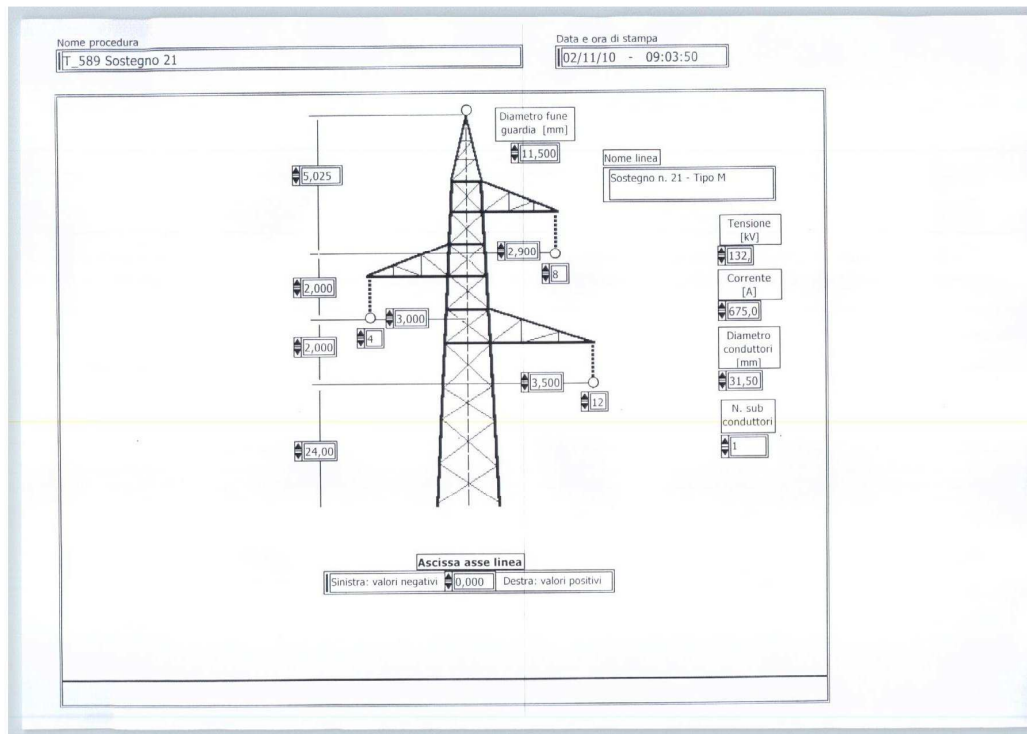 Nome procedura
T_589 Sostegno 21
Data e ora di stampa
02/11/10 - 09:03:50
Diametro fune
guardia [mm]
11,500
5,025
Nome linea
Sostegno n. 21 - Tipo M
Tensione
[kV]
132,
2,900
8
Corrente
[A]
675,0
2,000
3,000
4
2,000
Diametro
conduttori
[mm]
31,50
3,500
12
N. sub
conduttori
1
24,00
Ascissa asse linea
Sinistra: valori negativi
0,000
Destra: valori positivi